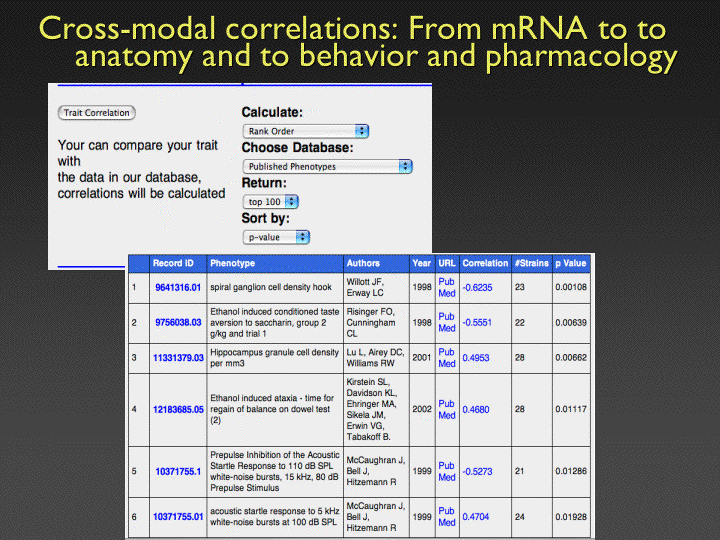 Cross-modal correlations: From mRNA to to
anatomy and to behavior and pharmacology
Trait Correlation
Your can compare your trait
with
the data in our database,
correlations will be calculated
Calculate:
Rank Order
Choose Database:
Published Phenotypes
Return:
top 100
Sort by:
p-value
Record ID Phenotype Authors Year URL Correlation #Strains p Value
1 9641316.01 spiral ganglion cell density hook Willott JF, Erway LC 1998 Pub Med -0.6235 23 0.00108
2 9756038.03 Ethanol induced conditioned taste aversion to saccharin, group 2 g/kg and trial 1 Risinger FO, Cunningham CL 1998 Pub Med -0.5551 22 0.00639
3 11331379.03 Hippocampus granule cell density per mm3 Lu L, Airey DC, Williams RW 2001 Pub Med 0.4953 28 0.00662
4 12183685.05 Ethanol induced ataxia - time for regain of balance on dowel test (2) Kirstein SL, Davidson KL, Ehringer MA, Sikela JM, Erwin VG, Tabakoff B. 2002 Pub Med 0.4680 28 0.01117
5 10371755.1 Prepulse Inhibition of the Acoustic Startle Response to 110 dB SPL white-noise bursts, 15 kHz, 80 dB Prepulse Stimulus McCaughran J, Bell J, Hitzemann R 1999 Pub Med -0.5273 21 0.01286
6 10371755.01 acoustic startle response to 5 kHz white-noise bursts at 100 dB SPL McCaughran J, Bell J, Hitzemann R 1999 Pub Med 0.4704 24 0.01928